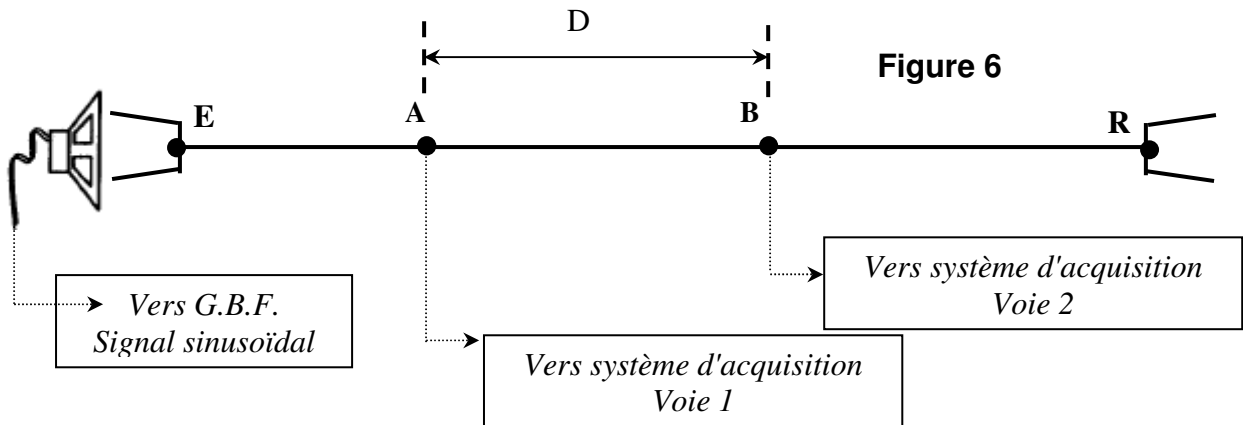 D
Figure 6
E
A
B
R
Vers système d'acquisition
Voie 2
Vers G.B.F.
Signal sinusoïdal
Vers système d'acquisition
Voie 1